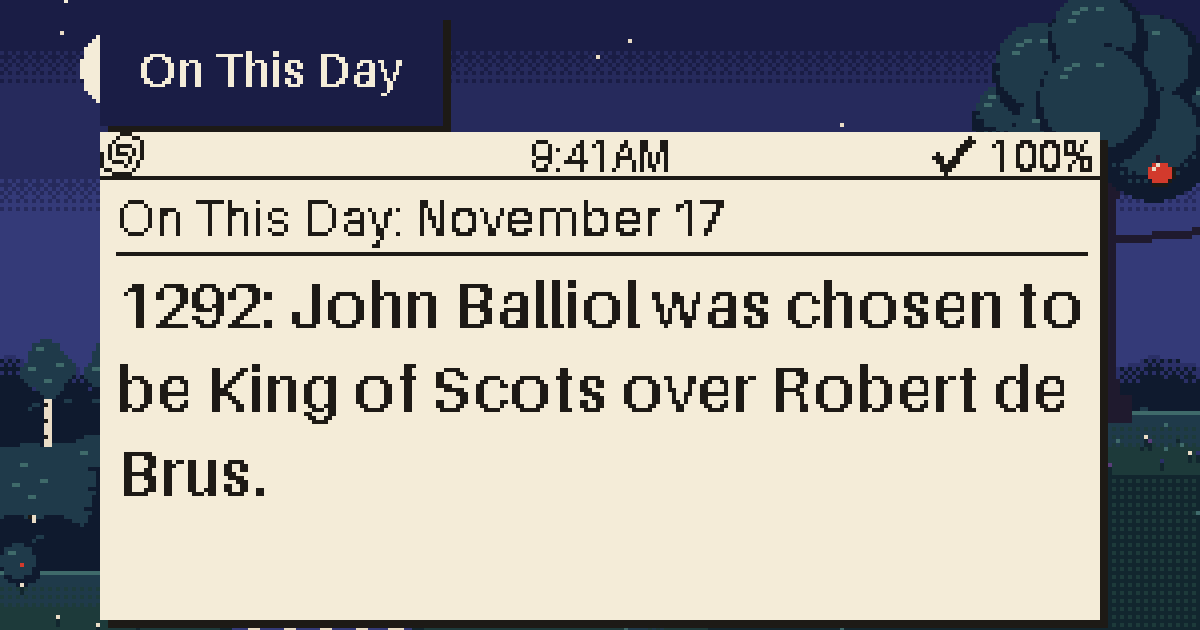 On This Day
9:41AM
100%
On This Day: November 17
1292: John Balliol was chosen to
be King of Scots over Robert de
Brus.